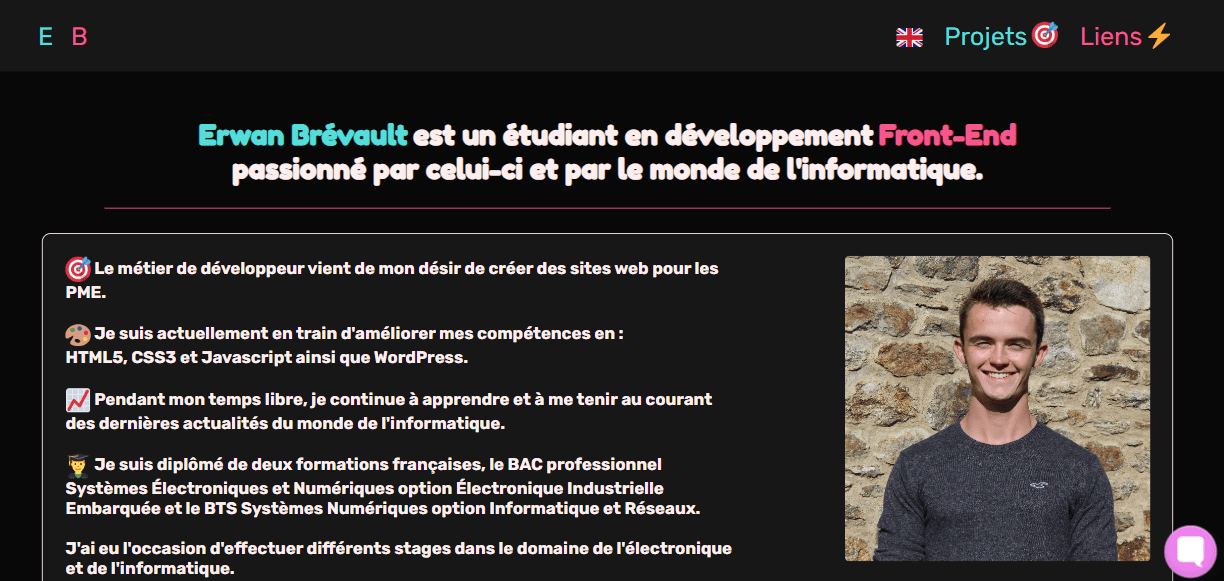 E B
Projets Liens
Erwan Brévault est un étudiant en développement Front-End
passionné par celui-ci et par le monde de l'informatique.
Le métier de développeur vient de mon désir de créer des sites web pour les
PME.
Je suis actuellement en train d'améliorer mes compétences en :
HTML5, CSS3 et Javascript ainsi que WordPress.
Pendant mon temps libre, je continue à apprendre et à me tenir au courant
des dernières actualités du monde de l'informatique.
Je suis diplômé de deux formations françaises, le BAC professionnel
Systèmes Électroniques et Numériques option Électronique Industrielle
Embarquée et le BTS Systèmes Numériques option Informatique et Réseaux.
J'ai eu l'occasion d'effectuer différents stages dans le domaine de l'électronique
et de l'informatique.